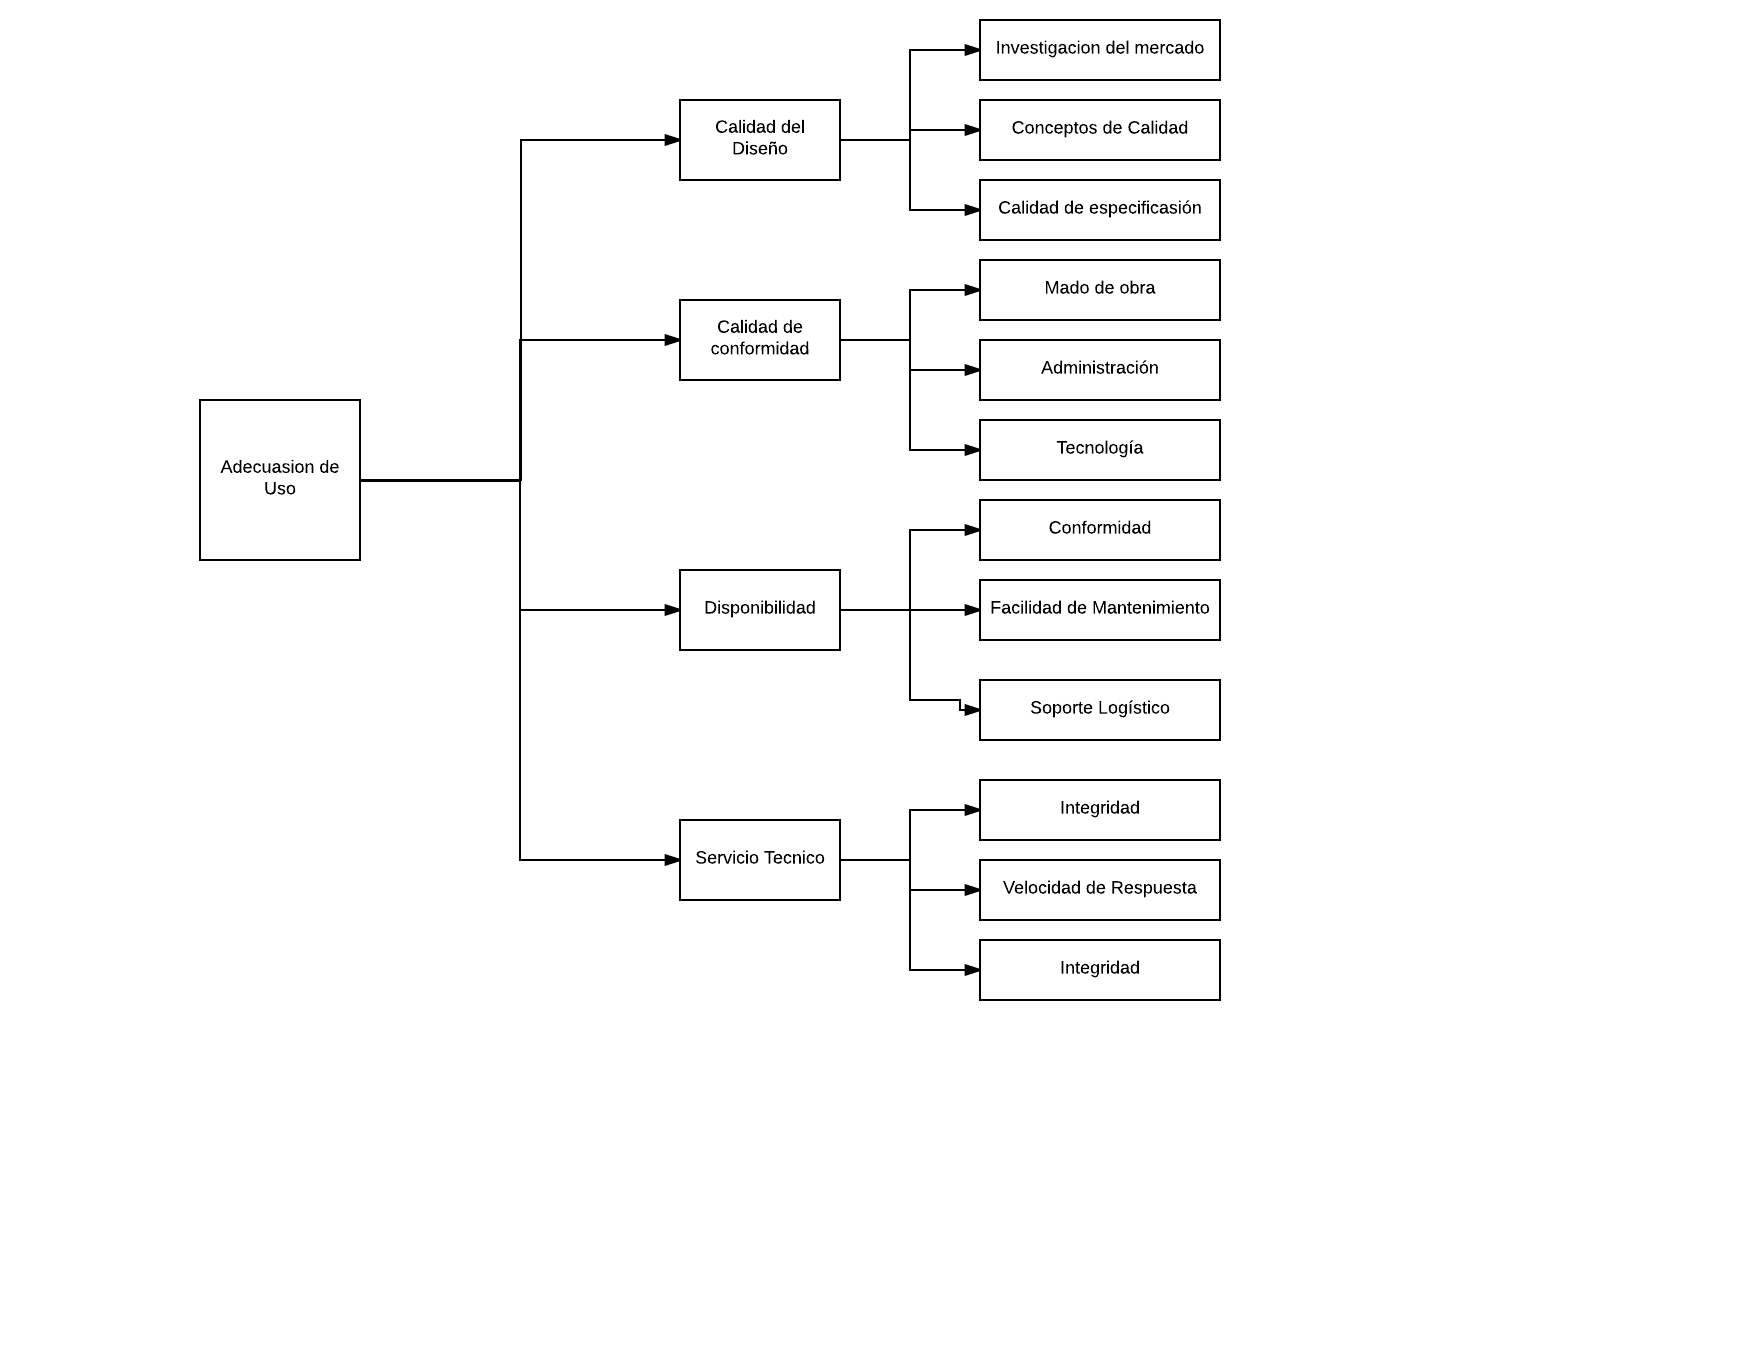 Adecuasion de
Uso
Calidad del
Diseño
Investigacion del mercado
Conceptos de Calidad
Calidad de especificasión
Calidad de
conformidad
Mado de obra
Administración
Tecnología
Disponibilidad
Conformidad
Facilidad de Mantenimiento
Soporte Logístico
Servicio Tecnico
Integridad
Velocidad de Respuesta
Integridad